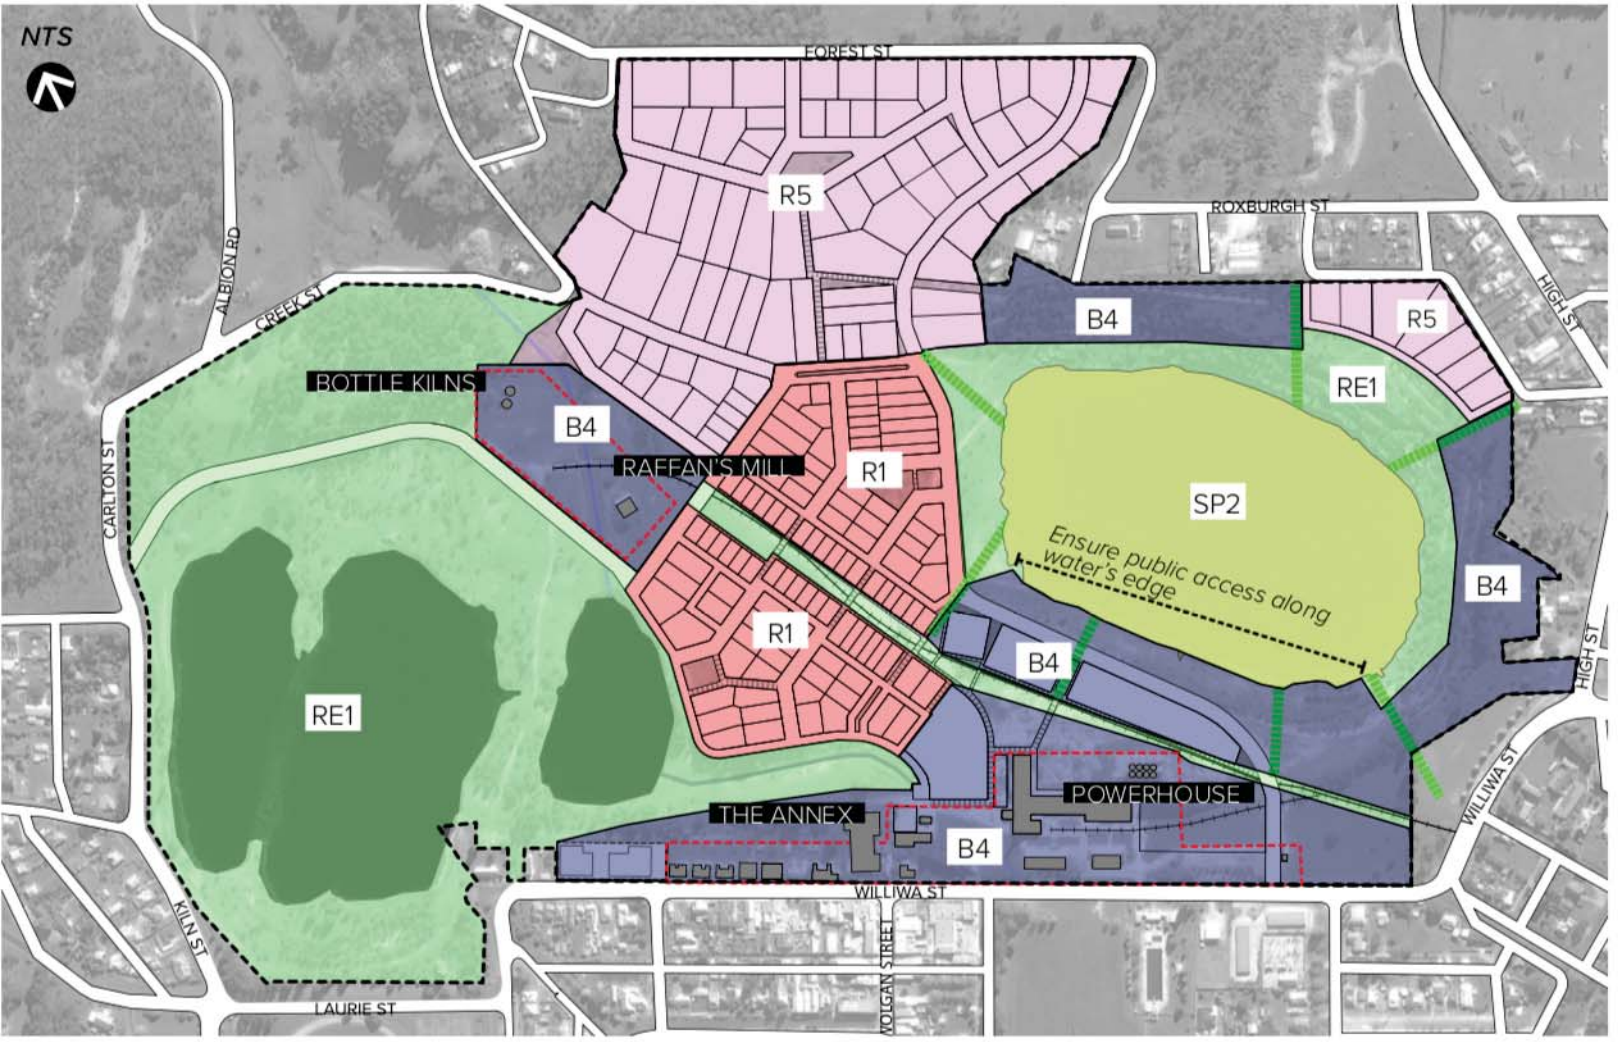 NTS
FOREST ST
R5
ROXBURGH ST
ALBION RD
CREEK ST
HIGH ST
B4
R5
BOTTLE KILNS
RE1
B4
RAFFAN'S MILL
R1
CARLTON ST
SP2
Ensure public access along
water's edge
B4
R1
B4
HIGH ST
RE1
WILLIWA ST
POWERHOUSE
THE ANNEX
B4
WILLIWA ST
KILN ST
WOLGAN STREET
LAURIE ST